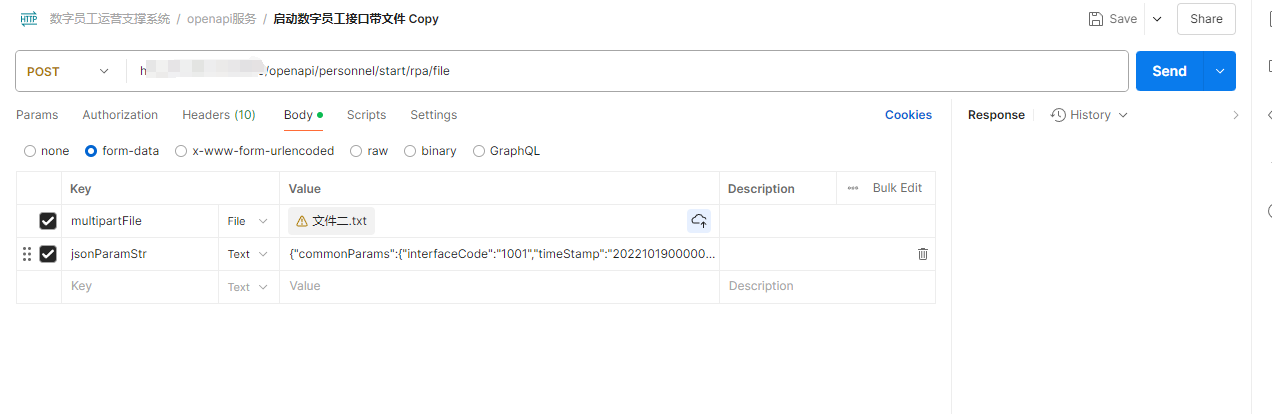 HTTP 数字员工运营支撑系统 / openapi服务 / 启动数字员工接口带文件 Copy Save Share
POST /openapi/personnel/start/rpa/file Send
Params Authorization Headers (10) Body Scripts Settings Cookies Response History
none form-data x-www-form-urlencoded raw binary GraphQL
Key Value Description Bulk Edit
multipartFile File 文件二.txt
jsonParamStr Text {"commonParams":{"interfaceCode":"1001","timeStamp":"2022101900000...
Key Text Value Description